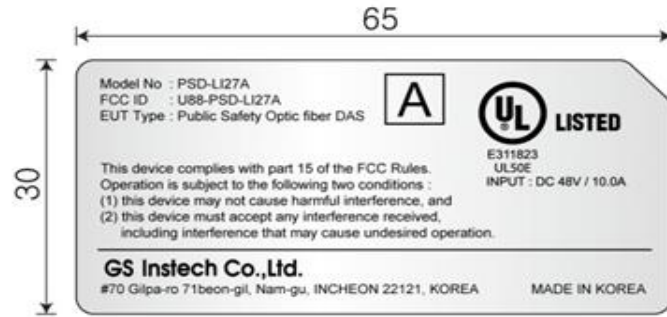 65
30
Model No : PSD-LI27A
FCC ID : U88-PSD-LI27A
EUT Type : Public Safety Optic fiber DAS
A
UL
LISTED
E311823
UL50E
INPUT : DC 48V / 10.0A
This device complies with part 15 of the FCC Rules.
Operation is subject to the following two conditions :
(1) this device may not cause harmful interference, and
(2) this device must accept any interference received,
including interference that may cause undesired operation.
GS Instech Co.,Ltd.
#70 Gilpa-ro 71beon-gil, Nam-gu, INCHEON 22121, KOREA
MADE IN KOREA